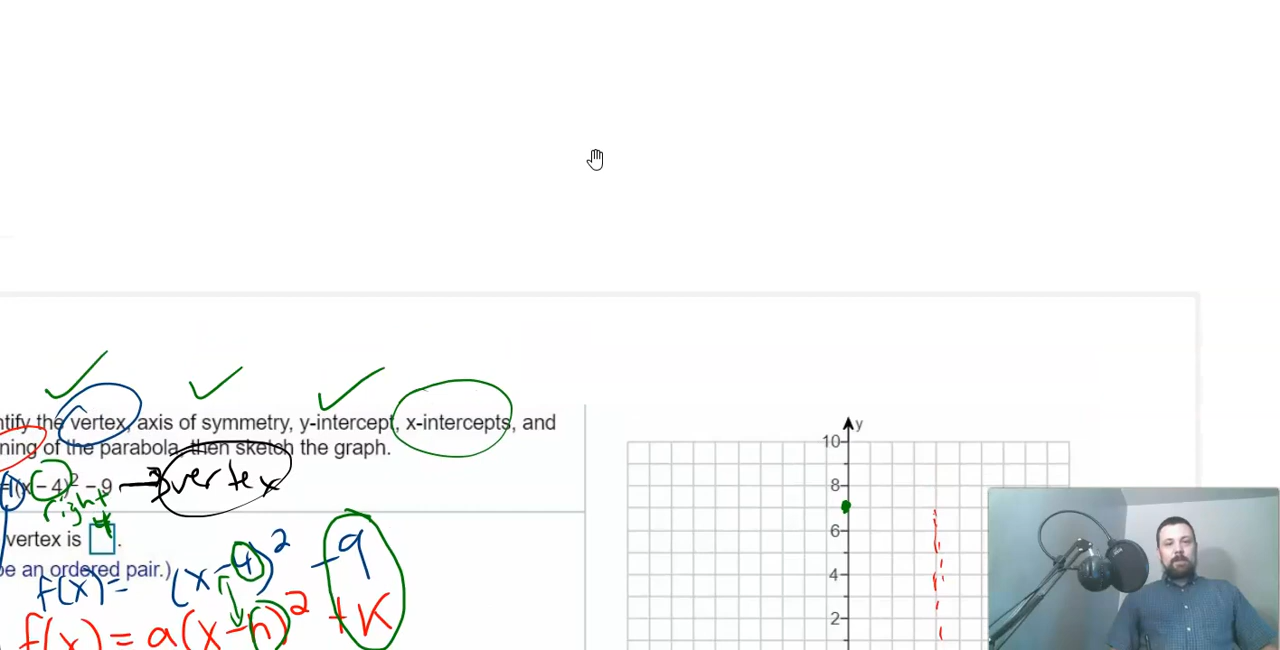 ntify the vertex, axis of symmetry, y-intercept, x-intercepts, and
ning of the parabola, then sketch the graph.
(x − 4)² − 9 → vertex
right 4
vertex is .
be an ordered pair.)
f(x) = (x − 4)² − 9
f(x) = a(x − h)² + k
y
10
8
6
4
2